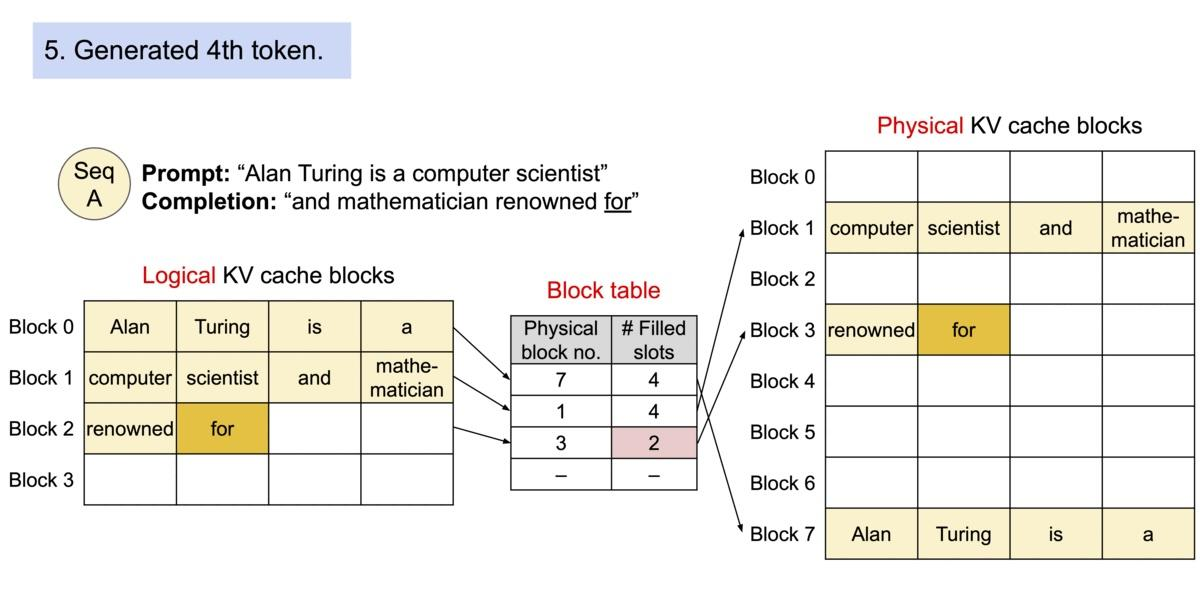 5. Generated 4th token.
Physical KV cache blocks
Seq
A
Prompt: “Alan Turing is a computer scientist”
Completion: “and mathematician renowned for”
Logical KV cache blocks
Block 0 Alan Turing is a
Block 1 computer scientist and mathe-
matician
Block 2 renowned for
Block 3
Block table
Physical
block no.
# Filled
slots
7 4
1 4
3 2
– –
Block 0
Block 1 computer scientist and mathe-
matician
Block 2
Block 3 renowned for
Block 4
Block 5
Block 6
Block 7 Alan Turing is a